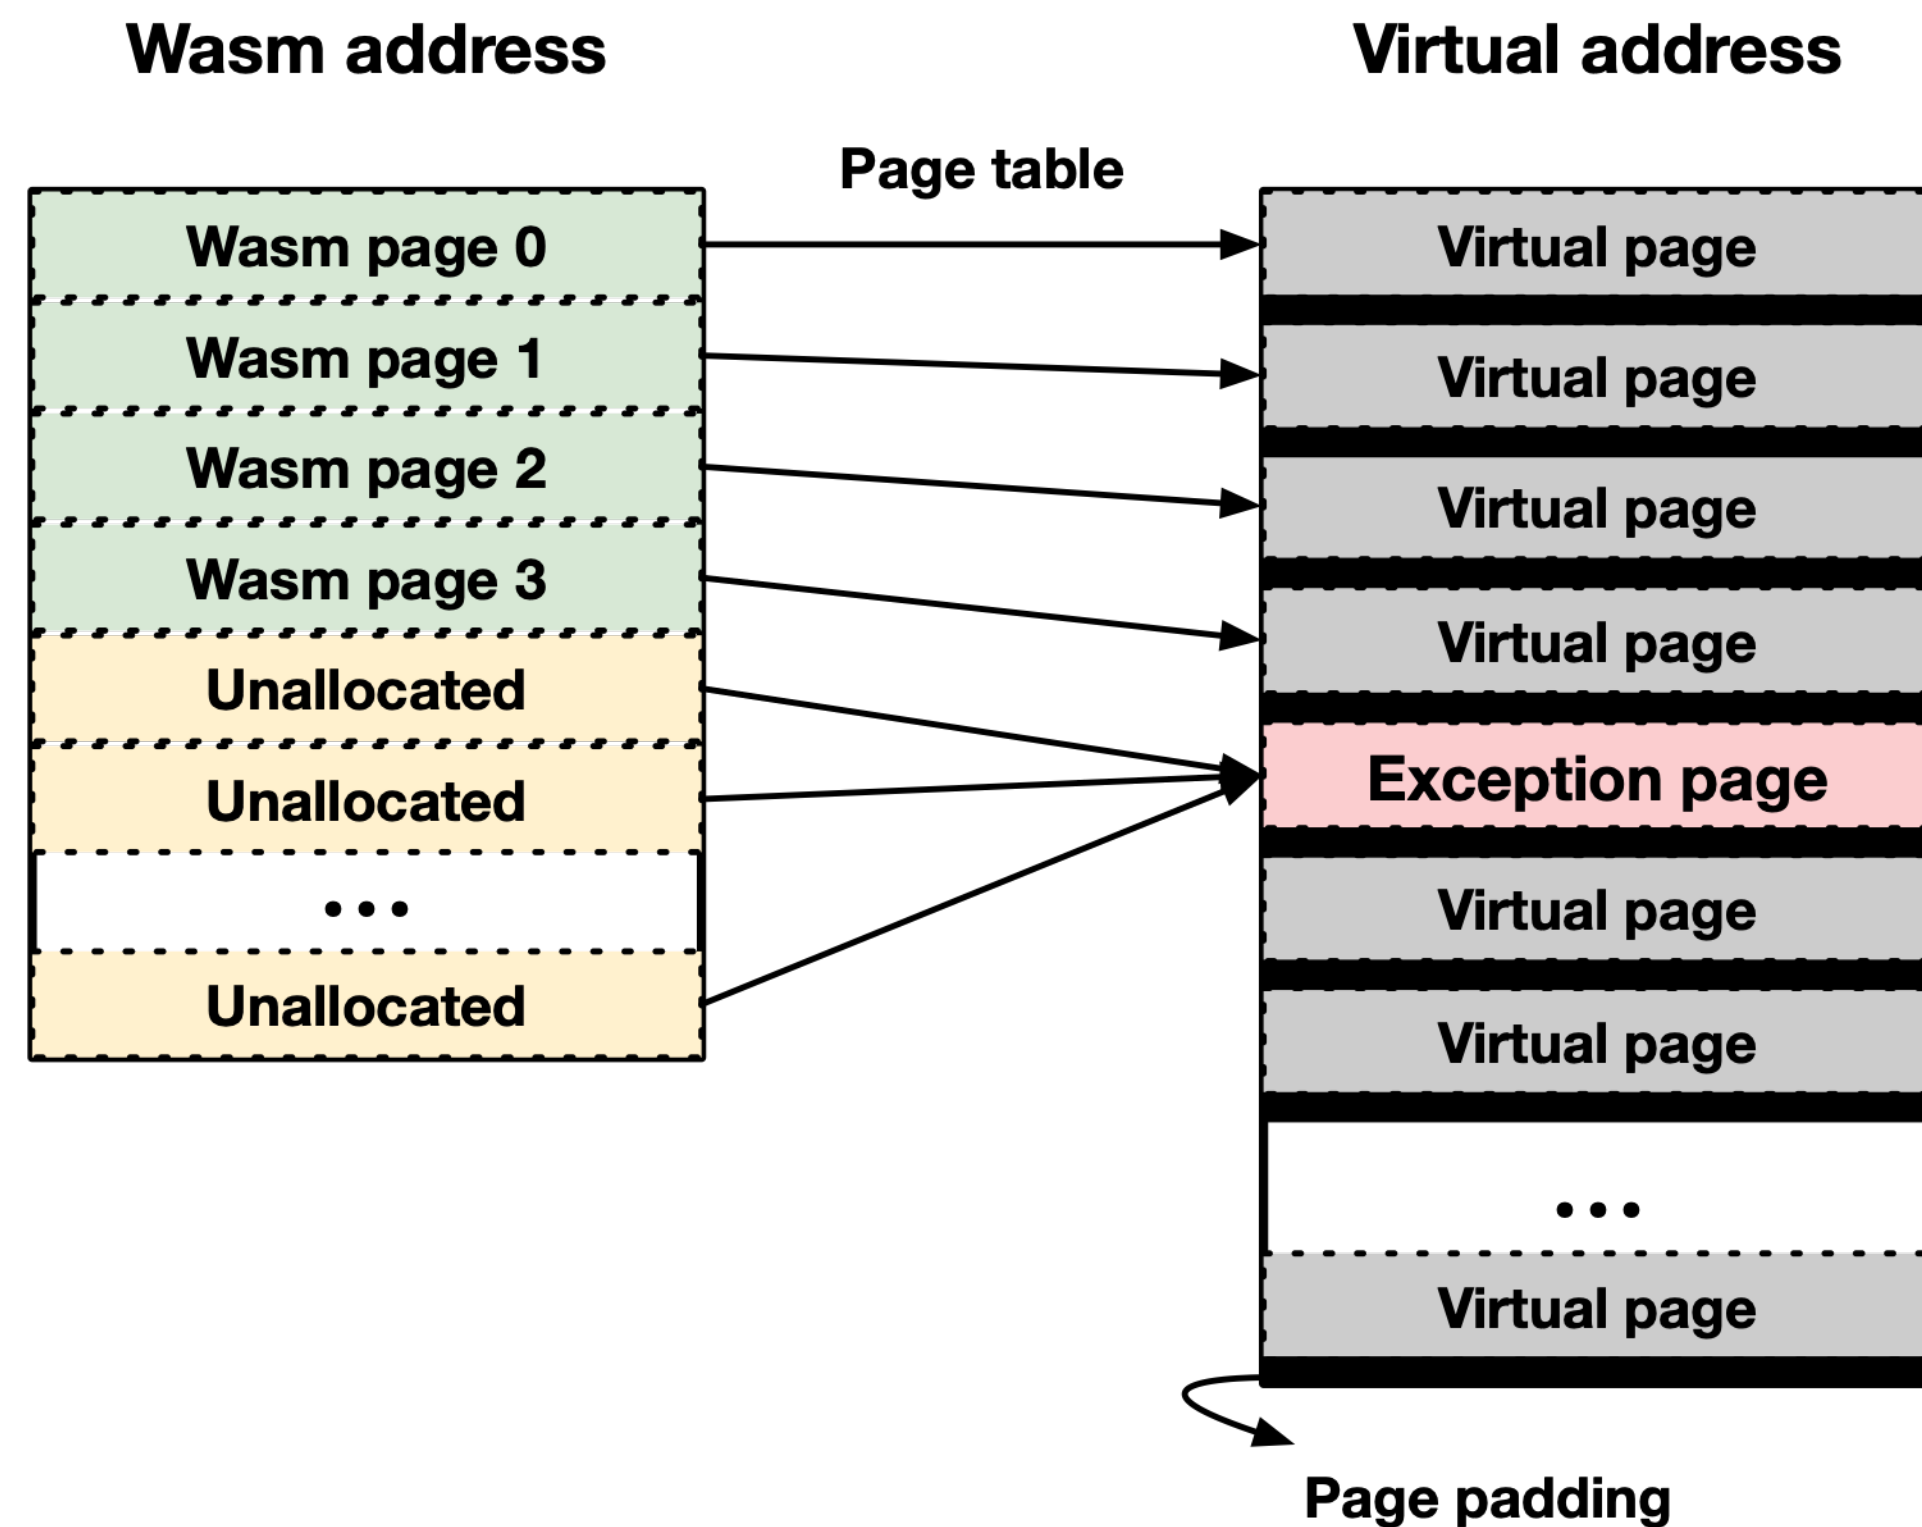 Wasm address
Virtual address
Page table
Wasm page 0
Wasm page 1
Wasm page 2
Wasm page 3
Unallocated
Unallocated
...
Unallocated
Virtual page
Virtual page
Virtual page
Virtual page
Exception page
Virtual page
Virtual page
...
Virtual page
Page padding